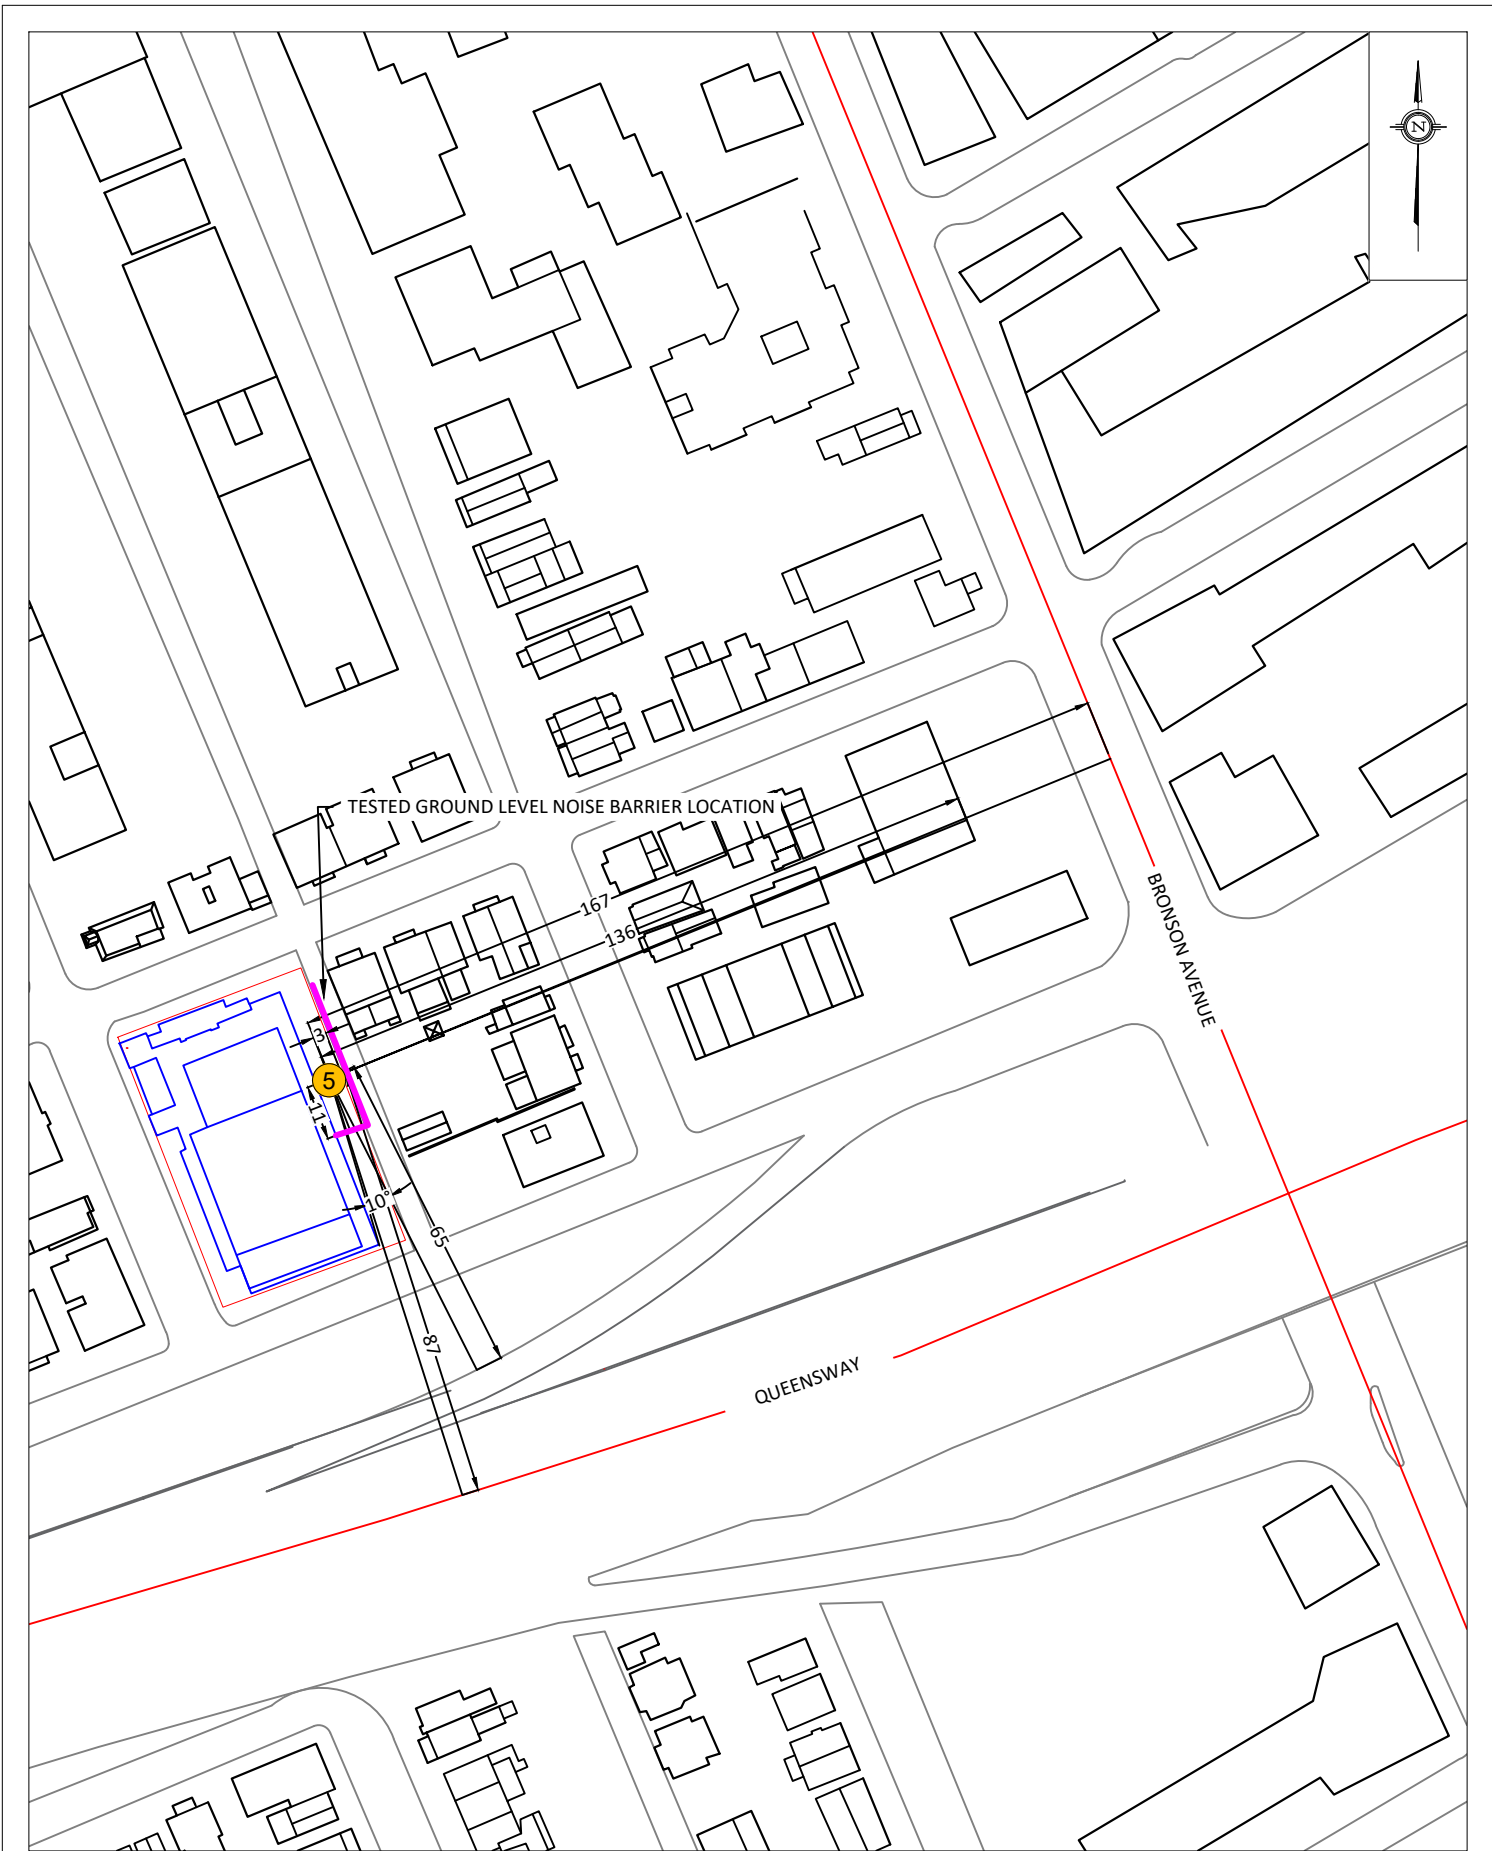 N
TESTED GROUND LEVEL NOISE BARRIER LOCATION
167
136
BRONSON AVENUE
3
5
11
10°
65
87
QUEENSWAY